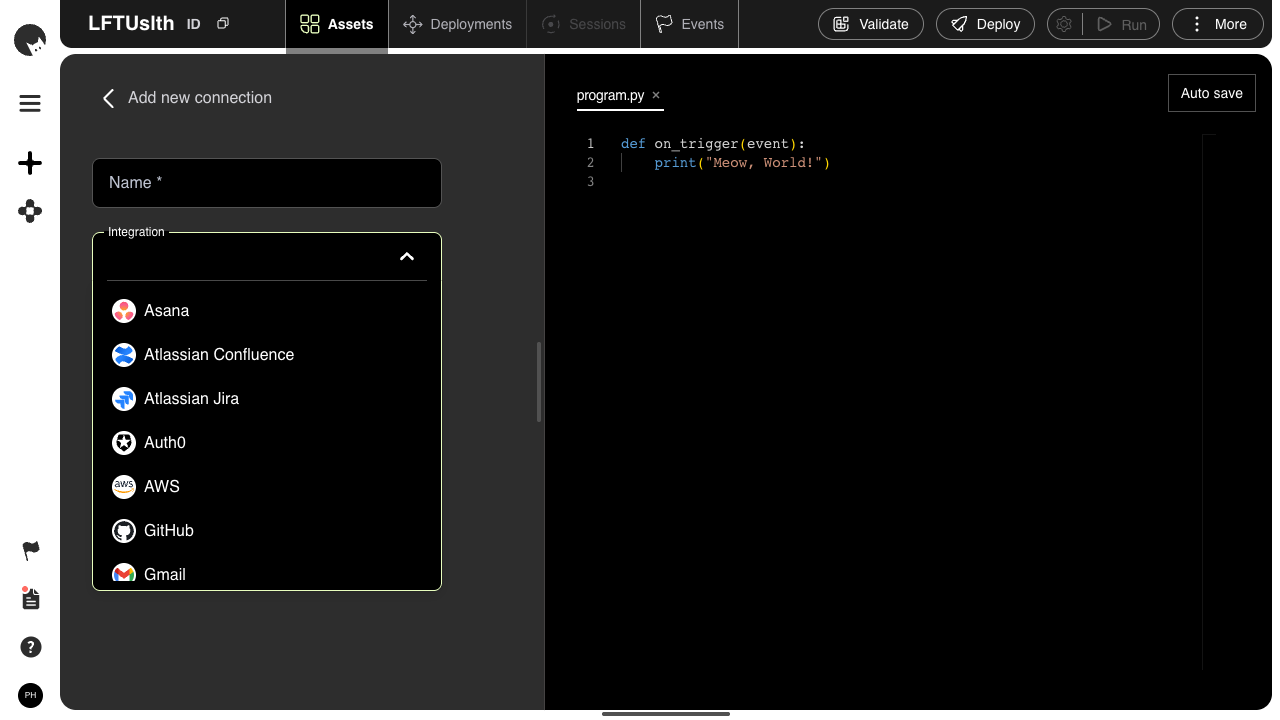 LFTUslth ID
Assets
Deployments
Sessions
Events
Validate
Deploy
Run
More
Add new connection
Name *
Integration
Asana
Atlassian Confluence
Atlassian Jira
Auth0
aws AWS
GitHub
Gmail
program.py ×
Auto save
1 def on_trigger(event):
2 print("Meow, World!")
3
?
PH